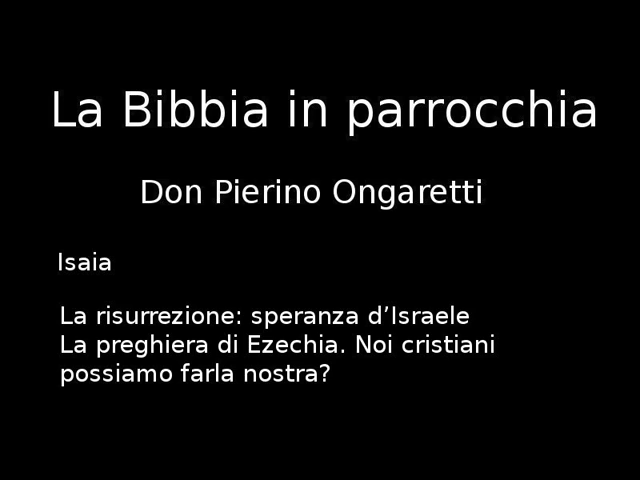 La Bibbia in parrocchia
Don Pierino Ongaretti
Isaia
La risurrezione: speranza d’Israele
La preghiera di Ezechia. Noi cristiani
possiamo farla nostra?